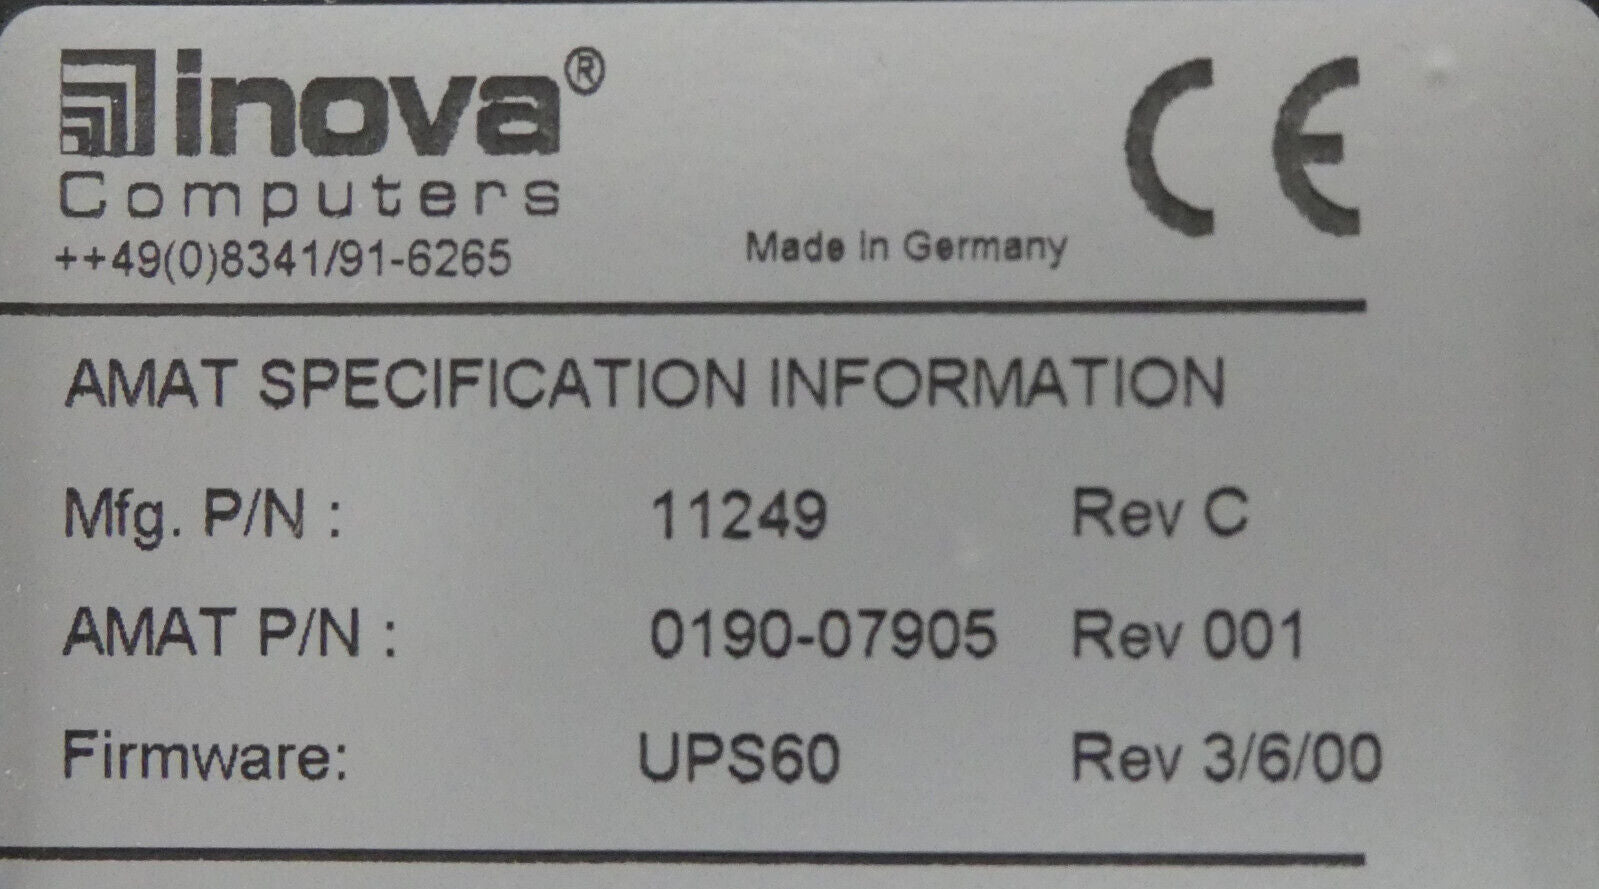 inova®
Computers
++49(0)8341/91-6265
Made in Germany
CE
AMAT SPECIFICATION INFORMATION
Mfg. P/N : 11249 Rev C
AMAT P/N : 0190-07905 Rev 001
Firmware: UPS60 Rev 3/6/00